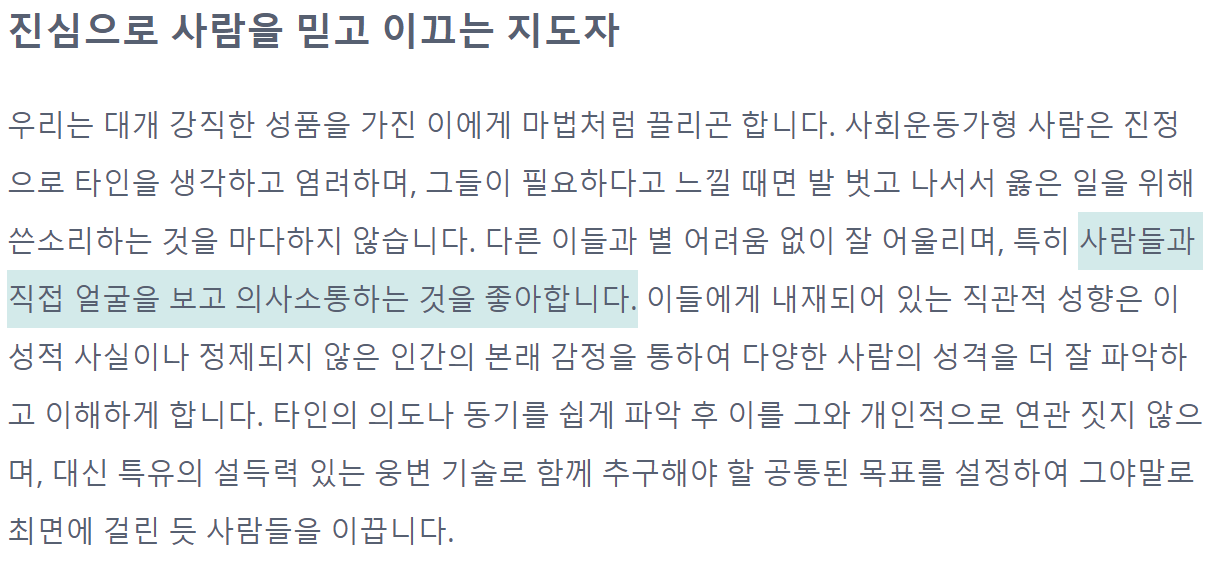 진심으로 사람을 믿고 이끄는 지도자
우리는 대개 강직한 성품을 가진 이에게 마법처럼 끌리곤 합니다. 사회운동가형 사람은 진정
으로 타인을 생각하고 염려하며, 그들이 필요하다고 느낄 때면 발 벗고 나서서 옳은 일을 위해
쓴소리하는 것을 마다하지 않습니다. 다른 이들과 별 어려움 없이 잘 어울리며, 특히 사람들과
직접 얼굴을 보고 의사소통하는 것을 좋아합니다. 이들에게 내재되어 있는 직관적 성향은 이
성적 사실이나 정제되지 않은 인간의 본래 감정을 통하여 다양한 사람의 성격을 더 잘 파악하
고 이해하게 합니다. 타인의 의도나 동기를 쉽게 파악 후 이를 그와 개인적으로 연관 짓지 않으
며, 대신 특유의 설득력 있는 웅변 기술로 함께 추구해야 할 공통된 목표를 설정하여 그야말로
최면에 걸린 듯 사람들을 이끕니다.